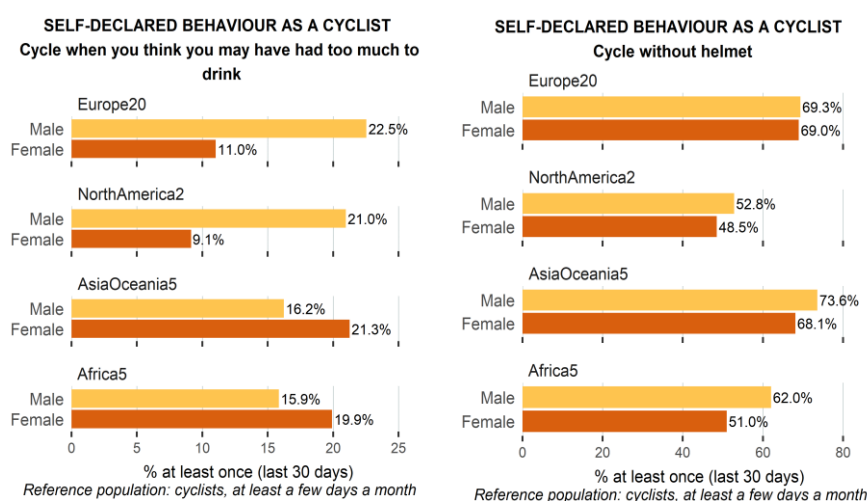 SELF-DECLARED BEHAVIOUR AS A CYCLIST
Cycle when you think you may have had too much to
drink
Europe20
Male 22.5%
Female 11.0%
NorthAmerica2
Male 21.0%
Female 9.1%
AsiaOceania5
Male 16.2%
Female 21.3%
Africa5
Male 15.9%
Female 19.9%
0 5 10 15 20 25
% at least once (last 30 days)
Reference population: cyclists, at least a few days a month
SELF-DECLARED BEHAVIOUR AS A CYCLIST
Cycle without helmet
Europe20
Male 69.3%
Female 69.0%
NorthAmerica2
Male 52.8%
Female 48.5%
AsiaOceania5
Male 73.6%
Female 68.1%
Africa5
Male 62.0%
Female 51.0%
0 20 40 60 80
% at least once (last 30 days)
Reference population: cyclists, at least a few days a month